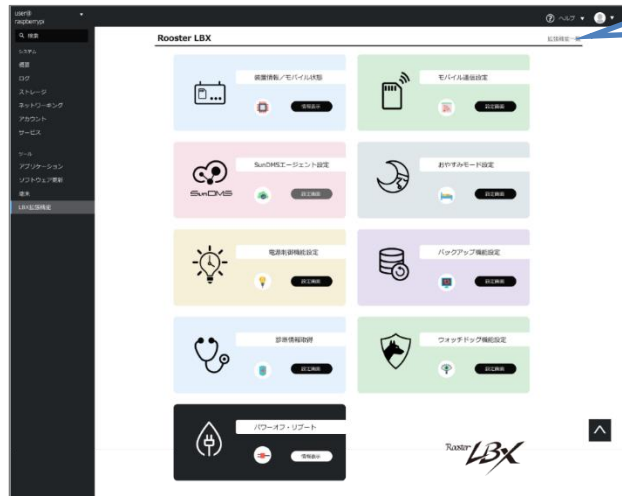 user@
raspberrypi
ヘルプ
検索
Rooster LBX
拡張機能一覧
システム
概要
ログ
ストレージ
ネットワーキング
アカウント
サービス
ツール
アプリケーション
ソフトウェア更新
端末
LBX拡張機能
装置情報/モバイル状態
情報表示
モバイル通信設定
設定画面
SunDMSエージェント設定
SunDMS
設定画面
おやすみモード設定
設定画面
電源制御機能設定
設定画面
バックアップ機能設定
設定画面
診断情報取得
設定画面
ウォッチドッグ機能設定
設定画面
パワーオフ・リブート
情報表示
Rooster LBX